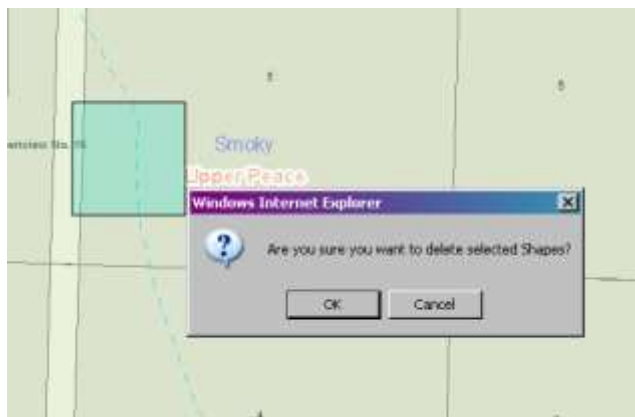 Smoky
Upper Peace
Windows Internet Explorer
Are you sure you want to delete selected Shapes?
OK
Cancel